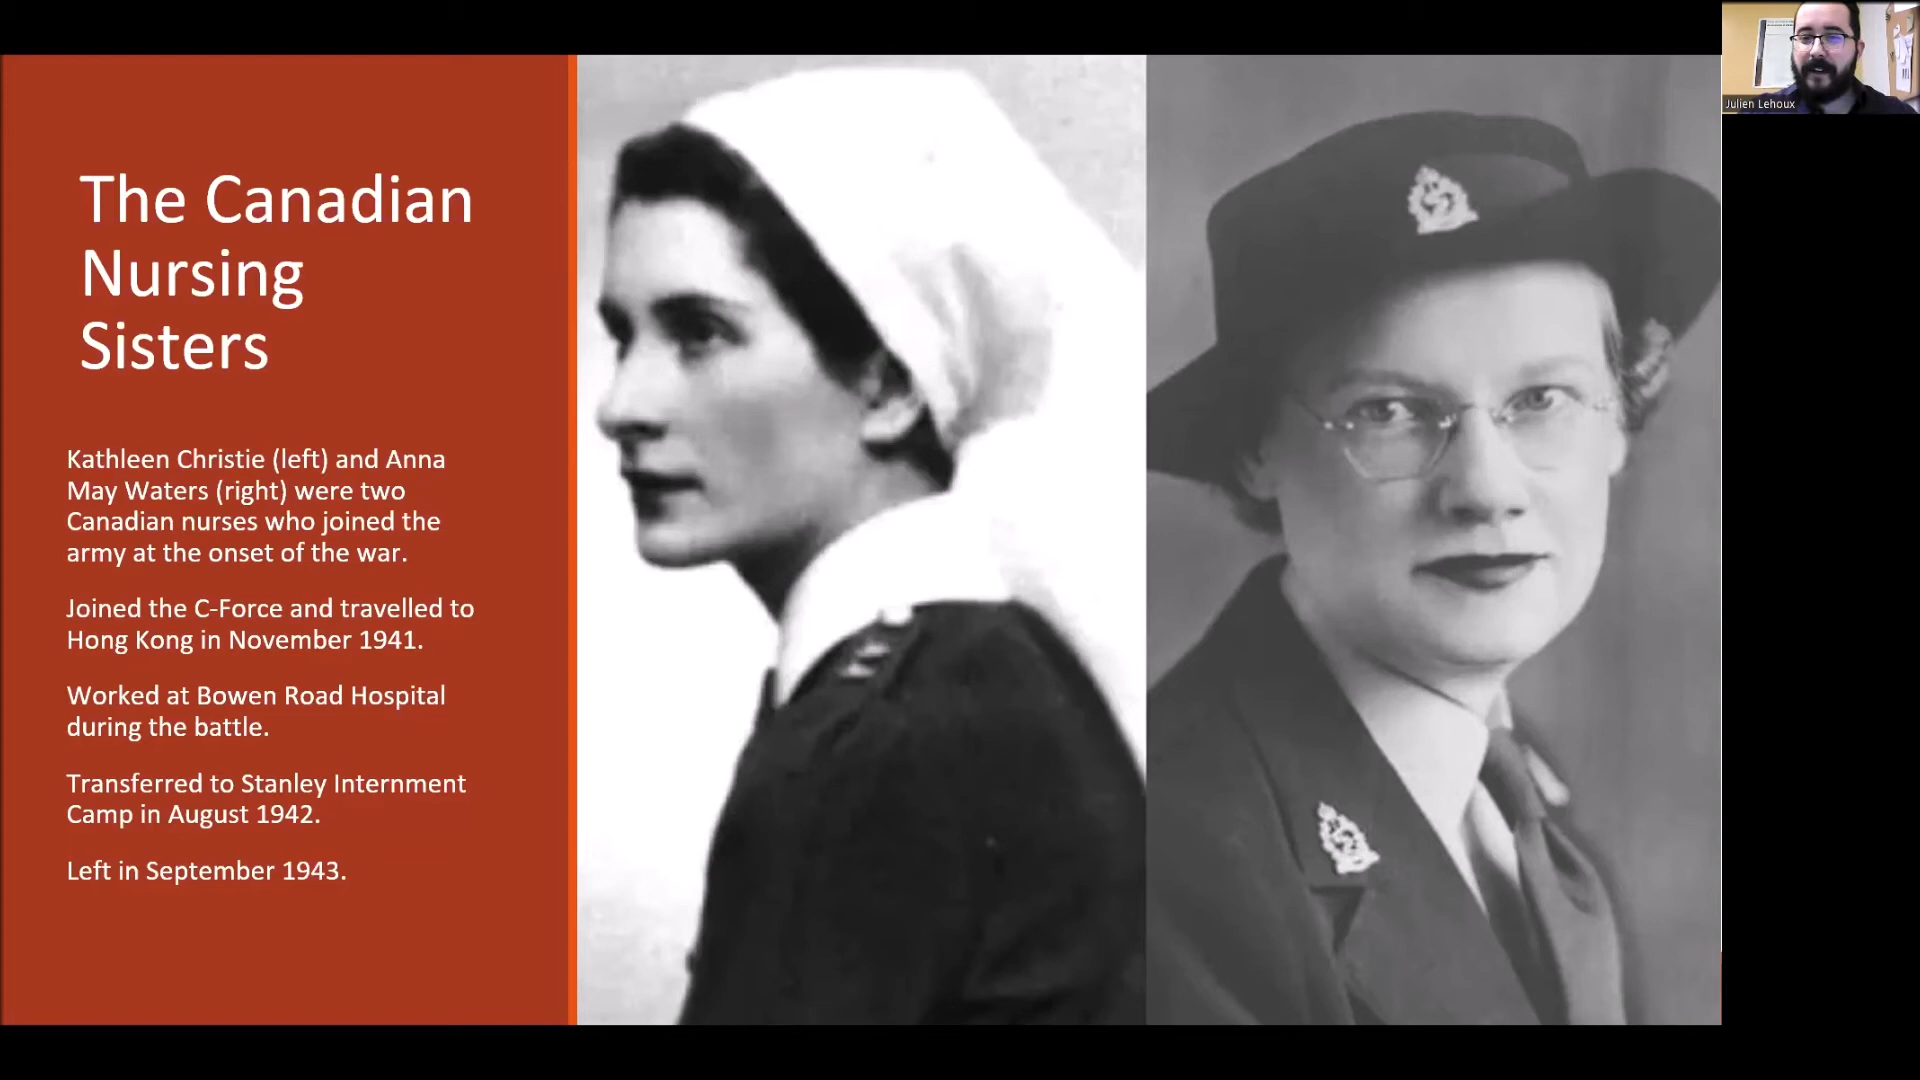 The Canadian
Nursing
Sisters
Kathleen Christie (left) and Anna
May Waters (right) were two
Canadian nurses who joined the
army at the onset of the war.
Joined the C-Force and travelled to
Hong Kong in November 1941.
Worked at Bowen Road Hospital
during the battle.
Transferred to Stanley Internment
Camp in August 1942.
Left in September 1943.
Julien Lehoux